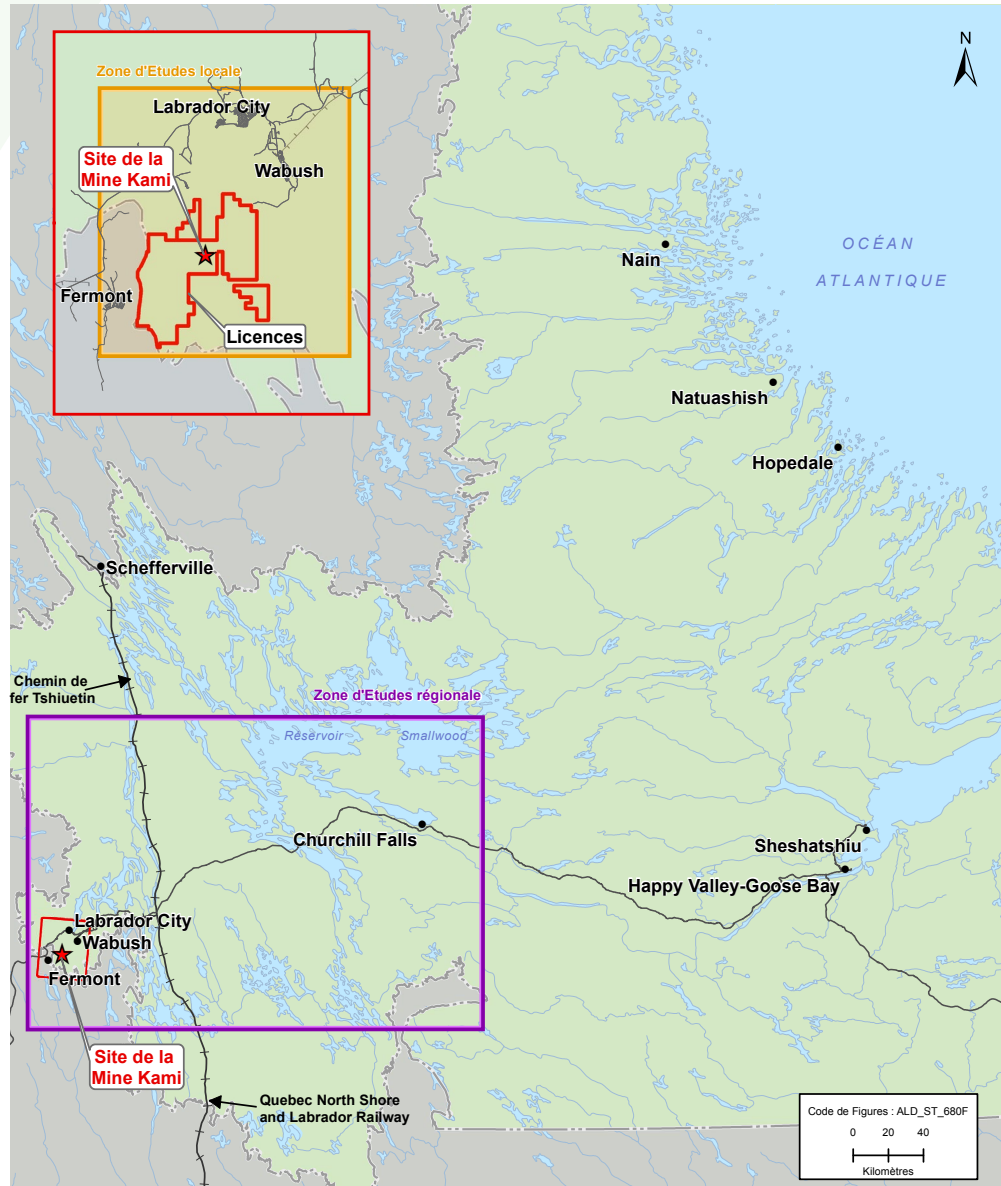 N
Zone d'Etudes locale
Labrador City
Wabush
Site de la
Mine Kami
Fermont
Licences
OCÉAN
ATLANTIQUE
Nain
Natuashish
Hopedale
Schefferville
Chemin de
fer Tshiuetin
Zone d'Etudes régionale
Réservoir Smallwood
Churchill Falls
Sheshatshiu
Happy Valley-Goose Bay
Labrador City
Wabush
Fermont
Site de la
Mine Kami
Quebec North Shore
and Labrador Railway
Code de Figures : ALD_ST_680F
0 20 40
Kilomètres